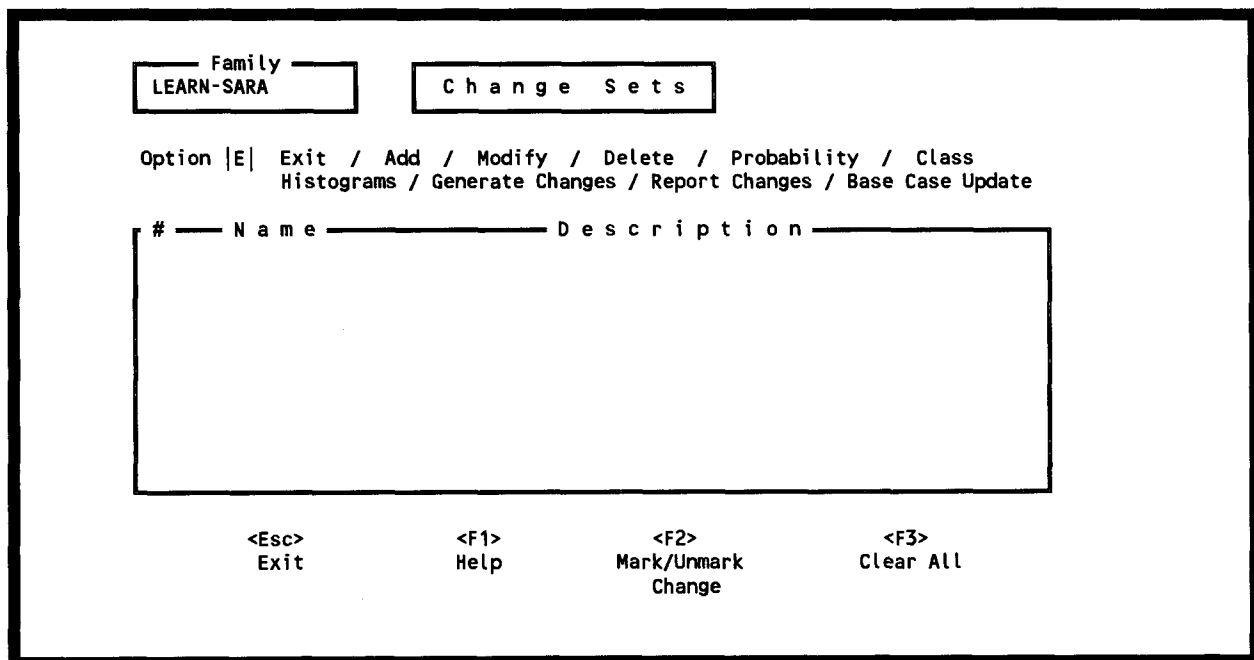 Family
LEARN-SARA
Change Sets
Option |E| Exit / Add / Modify / Delete / Probability / Class
Histograms / Generate Changes / Report Changes / Base Case Update
# Name Description
<Esc> <F1> <F2> <F3>
Exit Help Mark/Unmark Clear All
Change